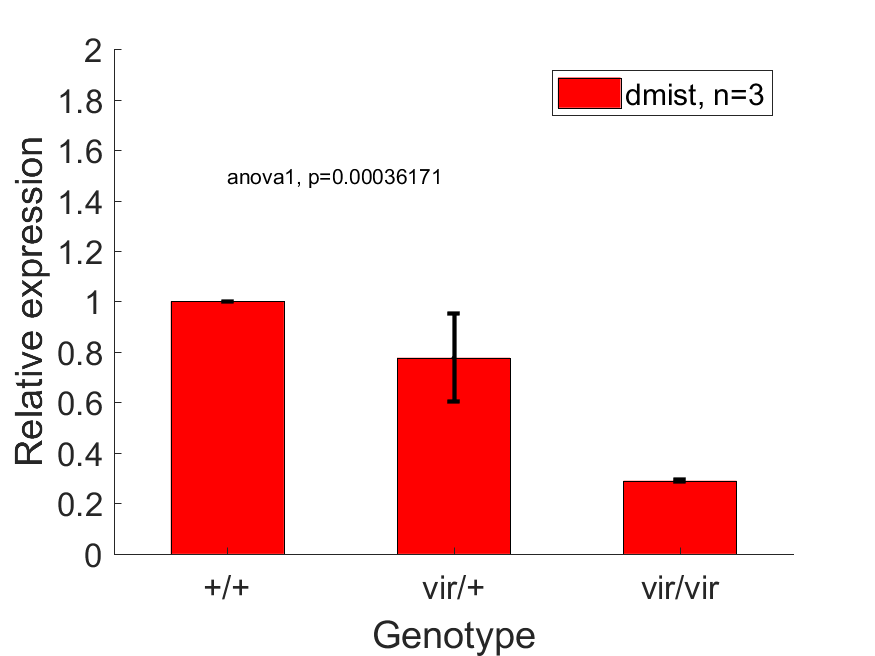 2
1.8
1.6
1.4
1.2
1
0.8
0.6
0.4
0.2
0
Relative expression
dmist, n=3
anova1, p=0.00036171
+/+ vir/+ vir/vir
Genotype